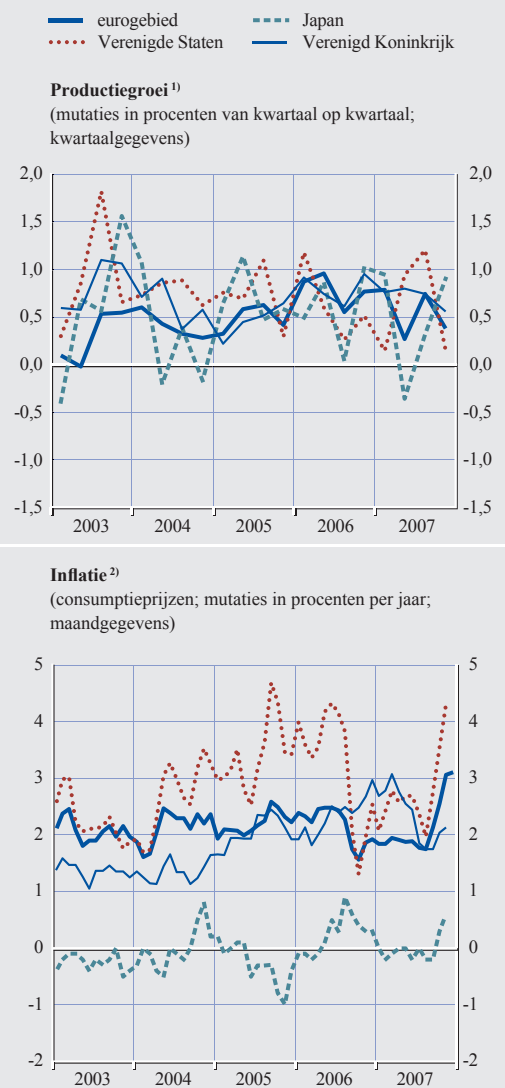 eurogebied Japan
Verenigde Staten Verenigd Koninkrijk
Productiegroei 1)
(mutaties in procenten van kwartaal op kwartaal;
kwartaalgegevens)
2,0 2,0
1,5 1,5
1,0 1,0
0,5 0,5
0,0 0,0
-0,5 -0,5
-1,0 -1,0
-1,5 -1,5
2003 2004 2005 2006 2007
Inflatie 2)
(consumptieprijzen; mutaties in procenten per jaar;
maandgegevens)
5 5
4 4
3 3
2 2
1 1
0 0
-1 -1
-2 -2
2003 2004 2005 2006 2007